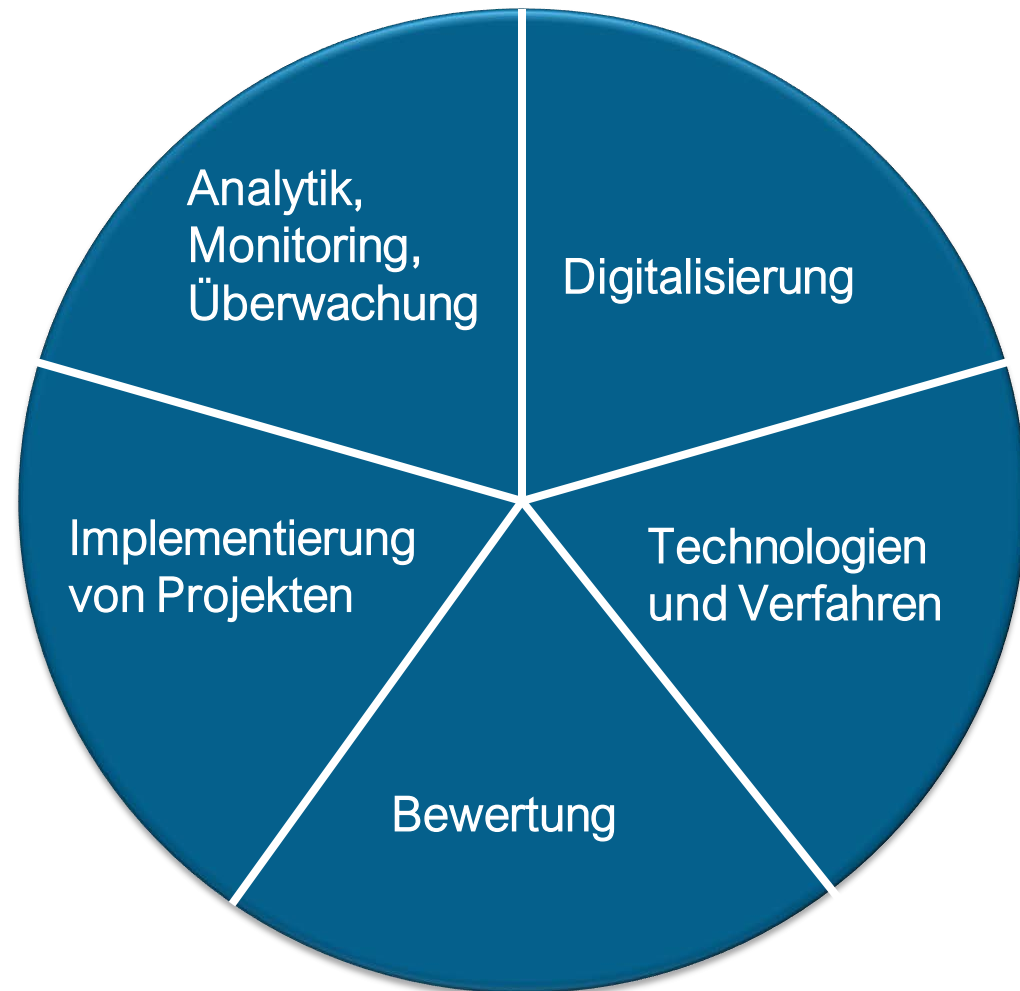 Analytik,
Monitoring,
Überwachung
Digitalisierung
Implementierung
von Projekten
Technologien
und Verfahren
Bewertung